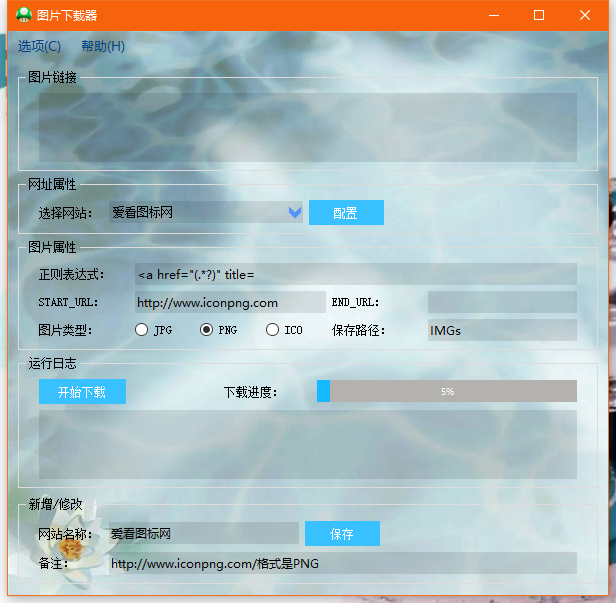 图片下载器
选项(C) 帮助(H)
图片链接
网址属性
选择网站: 爱看图标网 配置
图片属性
正则表达式: <a href="(.*?)" title=
START_URL: http://www.iconpng.com END_URL:
图片类型: JPG PNG ICO 保存路径: IMGs
运行日志
开始下载 下载进度: 5%
新增/修改
网站名称: 爱看图标网 保存
备注: http://www.iconpng.com/格式是PNG